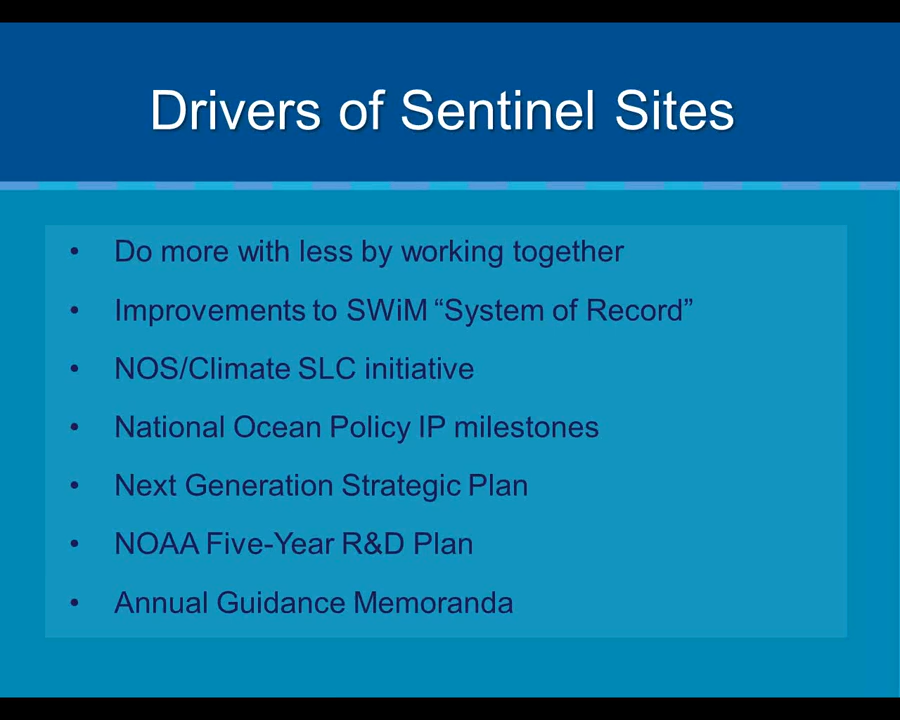 Drivers of Sentinel Sites
• Do more with less by working together
• Improvements to SWiM “System of Record”
• NOS/Climate SLC initiative
• National Ocean Policy IP milestones
• Next Generation Strategic Plan
• NOAA Five-Year R&D Plan
• Annual Guidance Memoranda